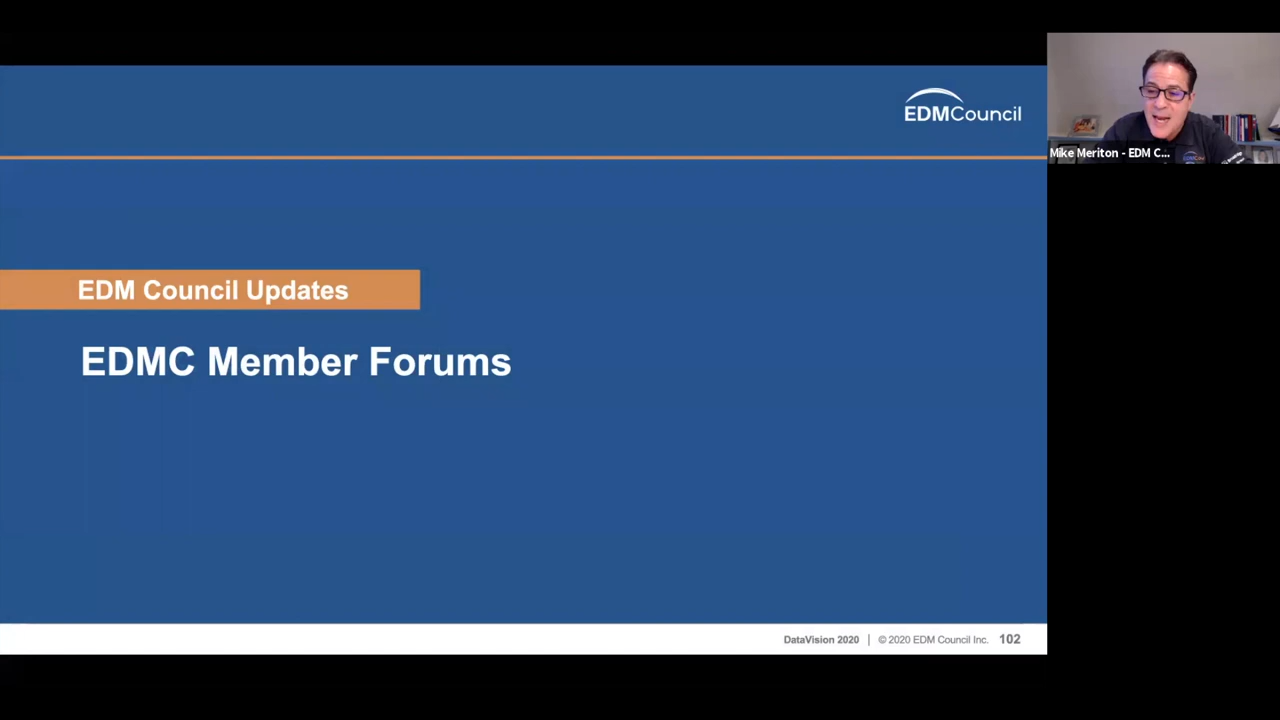 EDMCouncil
Mike Meriton - EDM C...
EDM Council Updates
EDMC Member Forums
DataVision 2020 | © 2020 EDM Council Inc. 102